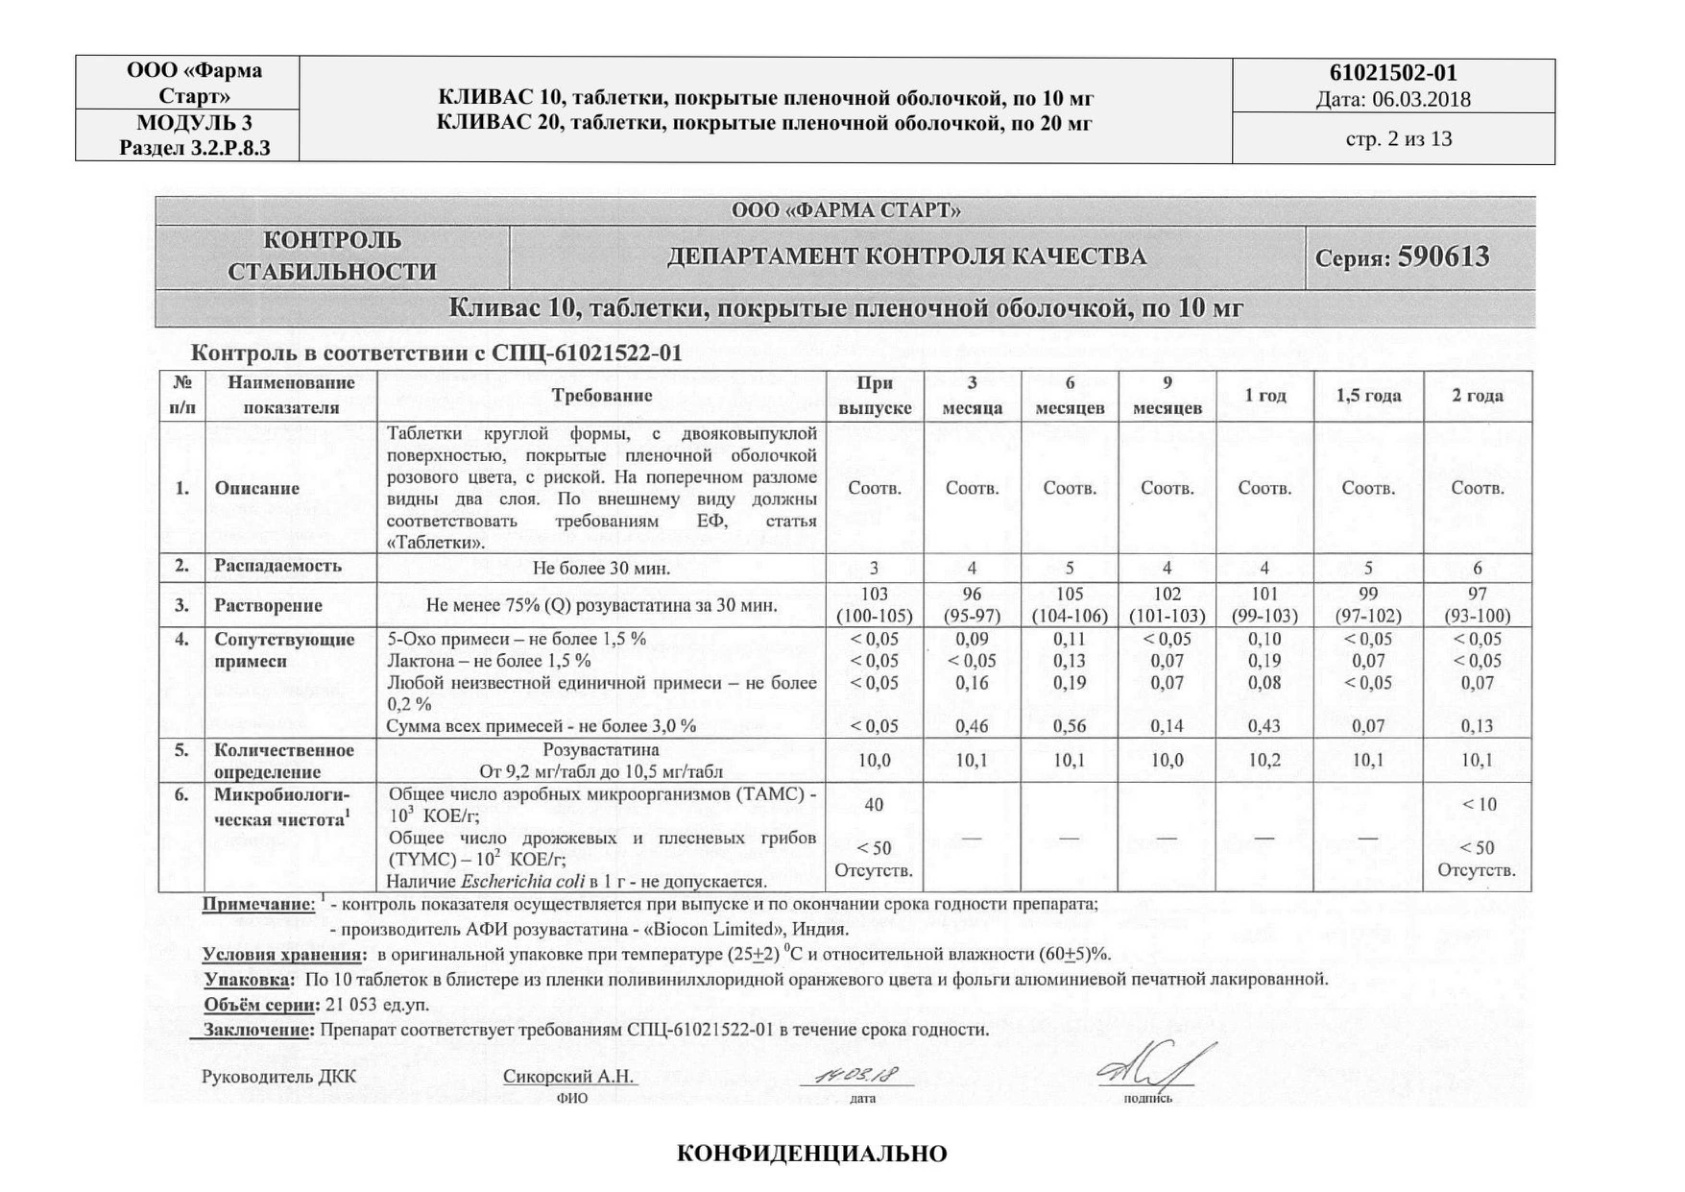 ООО «Фарма
Старт»
МОДУЛЬ 3
Раздел 3.2.Р.8.3
КЛИВАС 10, таблетки, покрытые пленочной оболочкой, по 10 мг
КЛИВАС 20, таблетки, покрытые пленочной оболочкой, по 20 мг
61021502-01
Дата: 06.03.2018
стр. 2 из 13
ООО «ФАРМА СТАРТ»
КОНТРОЛЬ
СТАБИЛЬНОСТИ
ДЕПАРТАМЕНТ КОНТРОЛЯ КАЧЕСТВА
Серия: 590613
Кливас 10, таблетки, покрытые пленочной оболочкой, по 10 мг
Контроль в соответствии с СПЦ-61021522-01
№ п/п Наименование показателя Требование При выпуске 3 месяца 6 месяцев 9 месяцев 1 год 1,5 года 2 года
1. Описание
Таблетки круглой формы, с двояковыпуклой
поверхностью, покрытые пленочной оболочкой
розового цвета, с риской. На поперечном разломе
видны два слоя. По внешнему виду должны
соответствовать требованиям ЕФ, статья
«Таблетки».
Соотв. Соотв. Соотв. Соотв. Соотв. Соотв. Соотв.
2. Распадаемость Не более 30 мин. 3 4 5 4 4 5 6
3. Растворение Не менее 75% (Q) розувастатина за 30 мин.
103 96 105 102 101 99 97
(100-105) (95-97) (104-106) (101-103) (99-103) (97-102) (93-100)
4. Сопутствующие примеси
5-Охо примеси – не более 1,5 % < 0,05 0,09 0,11 < 0,05 0,10 < 0,05 < 0,05
Лактона – не более 1,5 % < 0,05 < 0,05 0,13 0,07 0,19 0,07 < 0,05
Любой неизвестной единичной примеси – не более < 0,05 0,16 0,19 0,07 0,08 < 0,05 0,07
0,2 %
Сумма всех примесей - не более 3,0 % < 0,05 0,46 0,56 0,14 0,43 0,07 0,13
5. Количественное определение
Розувастатина
От 9,2 мг/табл до 10,5 мг/табл
10,0 10,1 10,1 10,0 10,2 10,1 10,1
6. Микробиологи-
ческая чистота¹
Общее число аэробных микроорганизмов (ТАМС) -
10³ КОЕ/г;
40 < 10
Общее число дрожжевых и плесневых грибов
— — — — —
(TYMC) – 10² КОЕ/г;
< 50 < 50
Наличие Escherichia coli в 1 г - не допускается.
Отсутств. Отсутств.
Примечание: ¹ - контроль показателя осуществляется при выпуске и по окончании срока годности препарата;
- производитель АФИ розувастатина - «Biocon Limited», Индия.
Условия хранения: в оригинальной упаковке при температуре (25±2) ⁰С и относительной влажности (60±5)%.
Упаковка: По 10 таблеток в блистере из пленки поливинилхлоридной оранжевого цвета и фольги алюминиевой печатной лакированной.
Объём серии: 21 053 ед.уп.
Заключение: Препарат соответствует требованиям СПЦ-61021522-01 в течение срока годности.
Руководитель ДКК Сикорский А.Н. 14.03.18
ФИО дата подпись
КОНФИДЕНЦИАЛЬНО